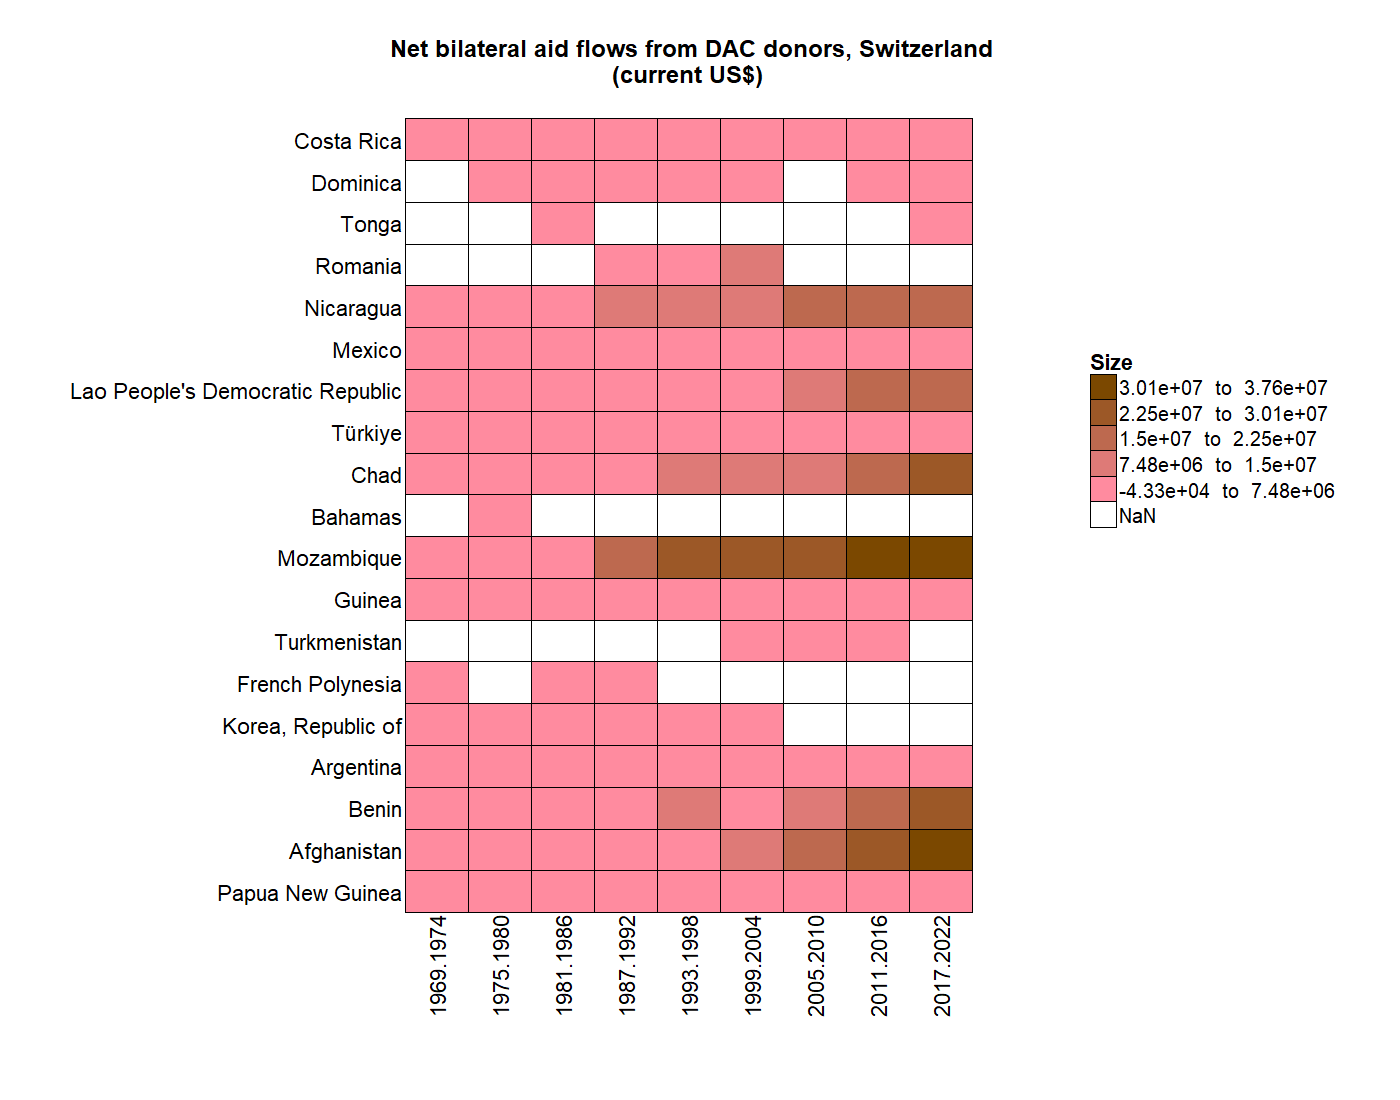 Net bilateral aid flows from DAC donors, Switzerland
(current US$)
Costa Rica
Dominica
Tonga
Romania
Nicaragua
Mexico
Lao People's Democratic Republic
Türkiye
Chad
Bahamas
Mozambique
Guinea
Turkmenistan
French Polynesia
Korea, Republic of
Argentina
Benin
Afghanistan
Papua New Guinea
1969.1974
1975.1980
1981.1986
1987.1992
1993.1998
1999.2004
2005.2010
2011.2016
2017.2022
Size
3.01e+07 to 3.76e+07
2.25e+07 to 3.01e+07
1.5e+07 to 2.25e+07
7.48e+06 to 1.5e+07
-4.33e+04 to 7.48e+06
NaN